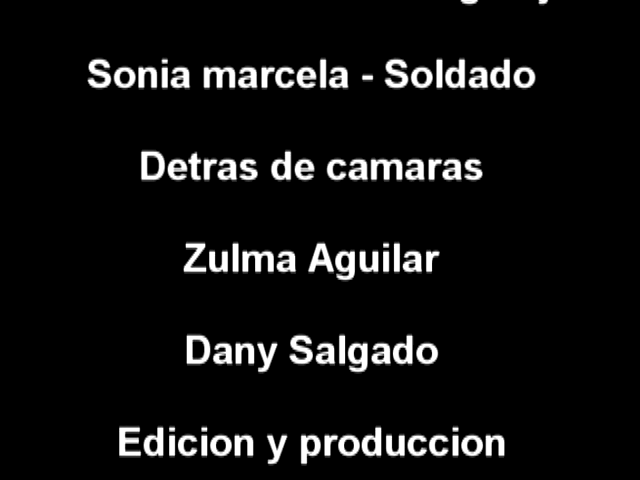 Sonia marcela - Soldado
Detras de camaras
Zulma Aguilar
Dany Salgado
Edicion y produccion